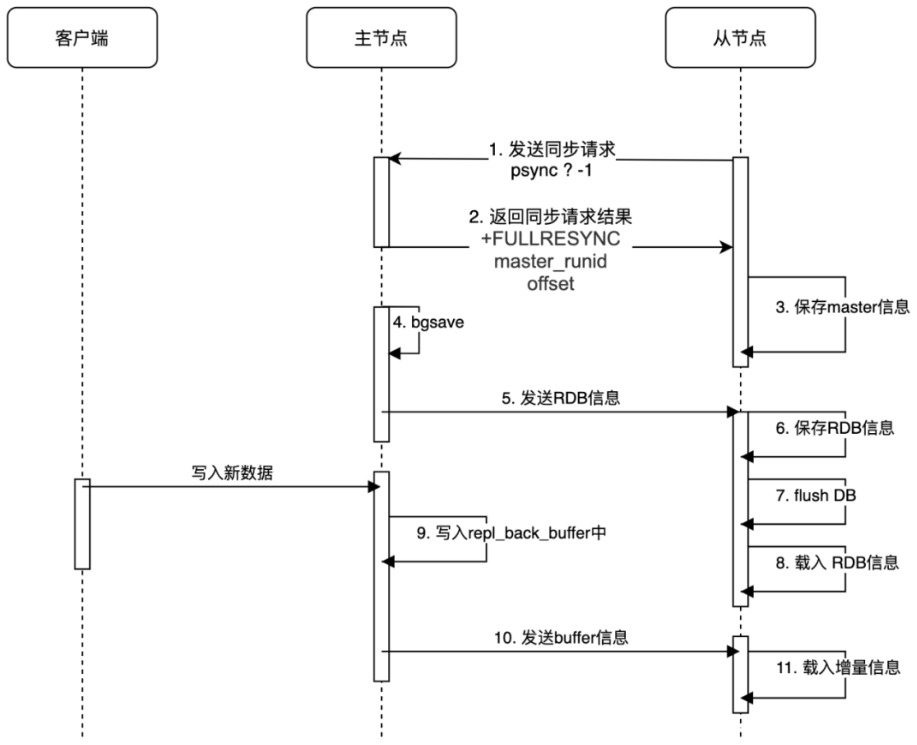 客户端
主节点
从节点
1. 发送同步请求
psync ? -1
2. 返回同步请求结果
+FULLRESYNC
master_runid
offset
3. 保存master信息
4. bgsave
5. 发送RDB信息
6. 保存RDB信息
写入新数据
7. flush DB
9. 写入repl_back_buffer中
8. 载入 RDB信息
10. 发送buffer信息
11. 载入增量信息